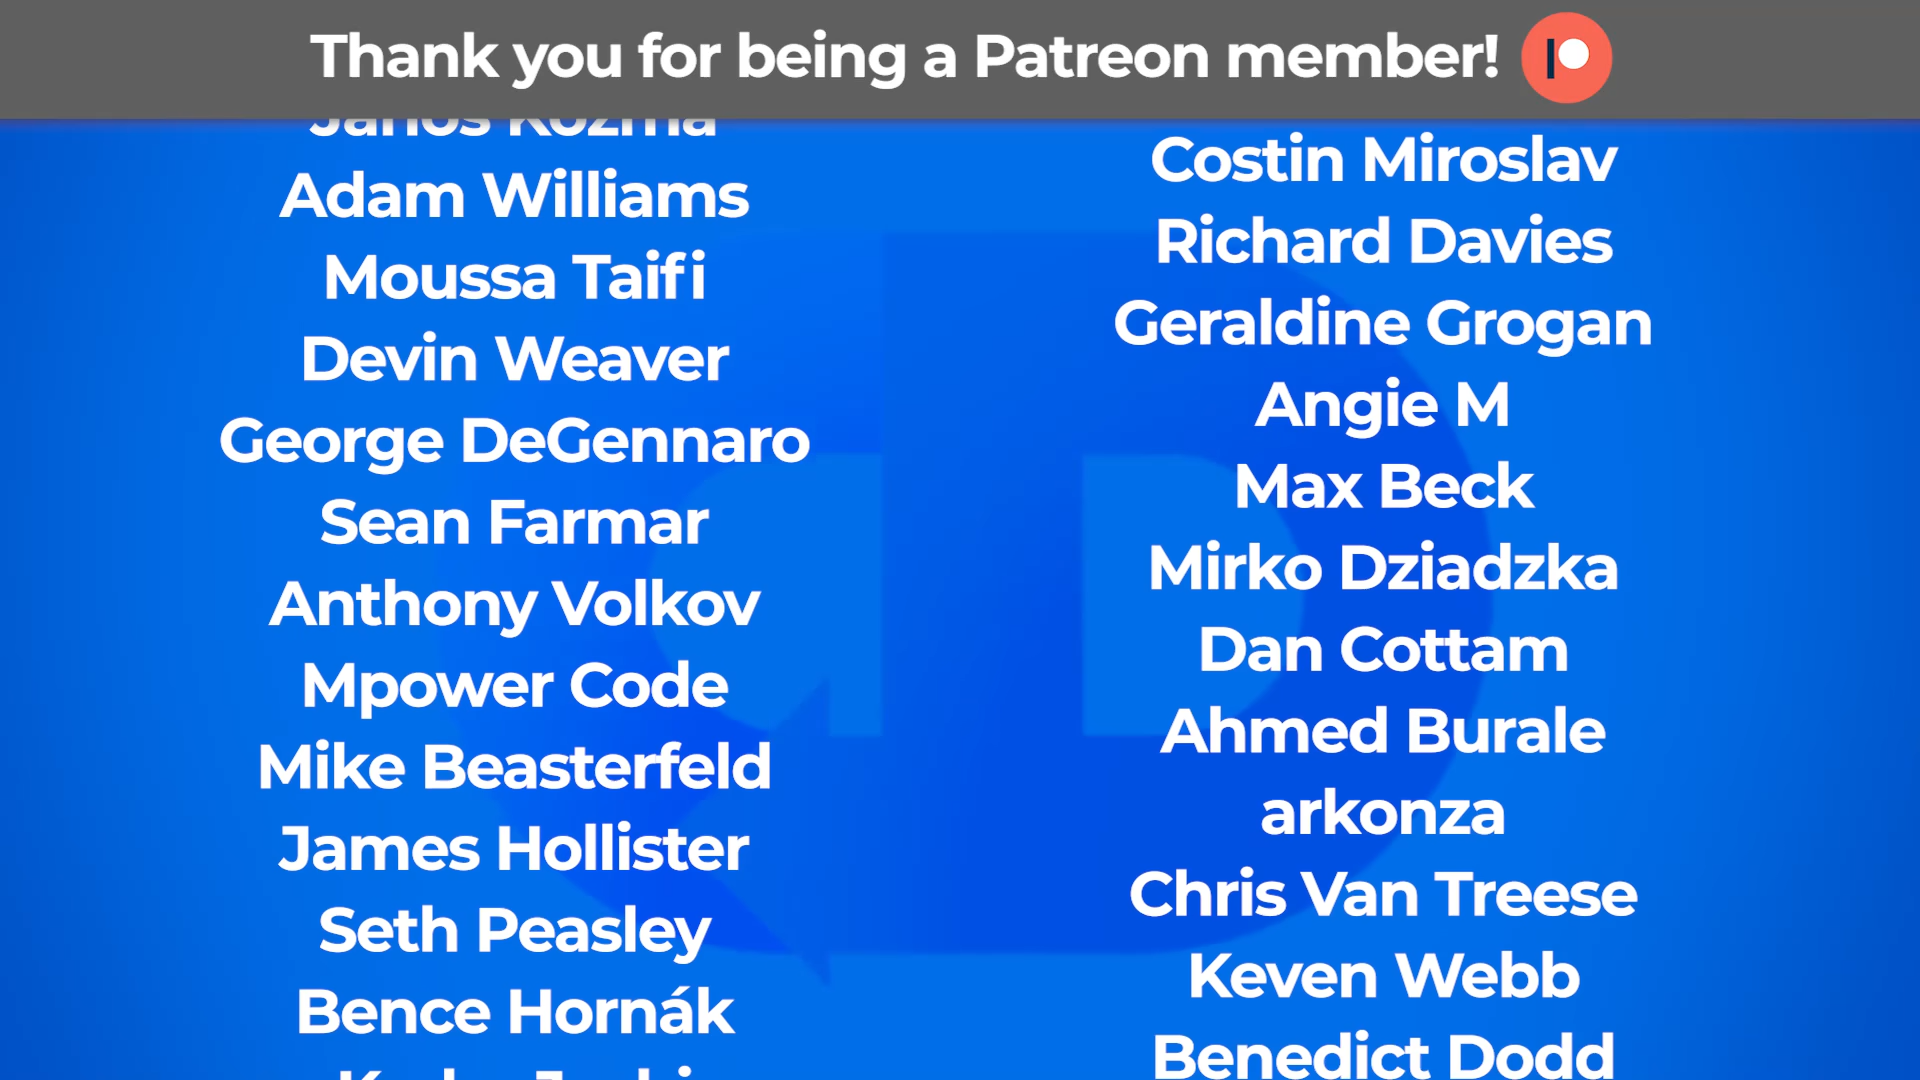 Thank you for being a Patreon member!
Adam Williams
Moussa Taifi
Devin Weaver
George DeGennaro
Sean Farmar
Anthony Volkov
Mpower Code
Mike Beasterfeld
James Hollister
Seth Peasley
Bence Hornák
Costin Miroslav
Richard Davies
Geraldine Grogan
Angie M
Max Beck
Mirko Dziadzka
Dan Cottam
Ahmed Burale
arkonza
Chris Van Treese
Keven Webb
Benedict Dodd